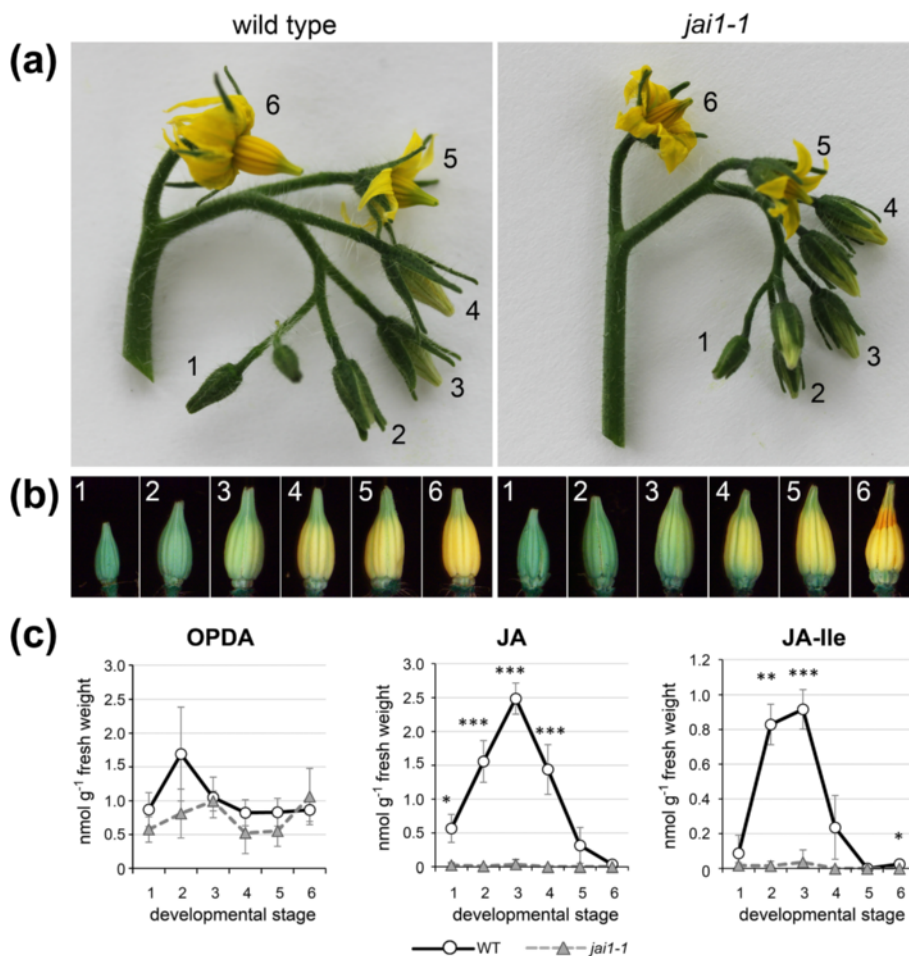 wild type
jai1-1
(a)
6
5
4
3
2
1
6
5
4
3
2
1
(b)
1 2 3 4 5 6 1 2 3 4 5 6
(c)
OPDA
nmol g⁻¹ fresh weight
3.0
2.5
2.0
1.5
1.0
0.5
0
1 2 3 4 5 6
developmental stage
JA
nmol g⁻¹ fresh weight
3.0
2.5
2.0
1.5
1.0
0.5
0
* *** *** ***
1 2 3 4 5 6
developmental stage
JA-Ile
nmol g⁻¹ fresh weight
1.2
1.0
0.8
0.6
0.4
0.2
0
** *** *
1 2 3 4 5 6
developmental stage
WT jai1-1